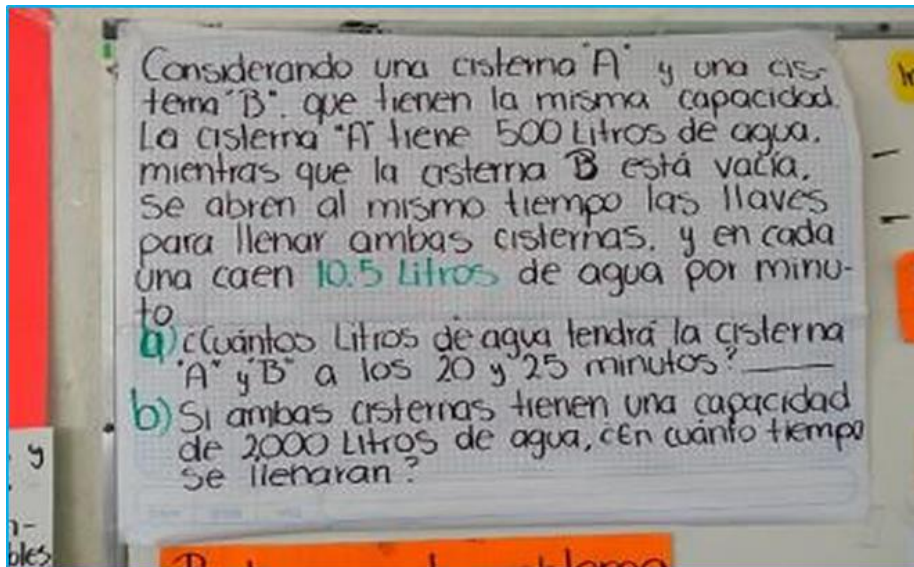 Considerando una cisterna "A" y una cis-
terna "B". que tienen la misma capacidad.
La cisterna "A" tiene 500 Litros de agua.
mientras que la cisterna B está vacía.
se abren al mismo tiempo las llaves
para llenar ambas cisternas. y en cada
una caen 10.5 Litros de agua por minu-
to
a) ¿Cuántos Litros de agua tendrá la cisterna
"A" y "B" a los 20 y 25 minutos? ____
b) Si ambas cisternas tienen una capacidad
de 2,000 Litros de agua, ¿En cuánto tiempo
se llenaran?
y
bles